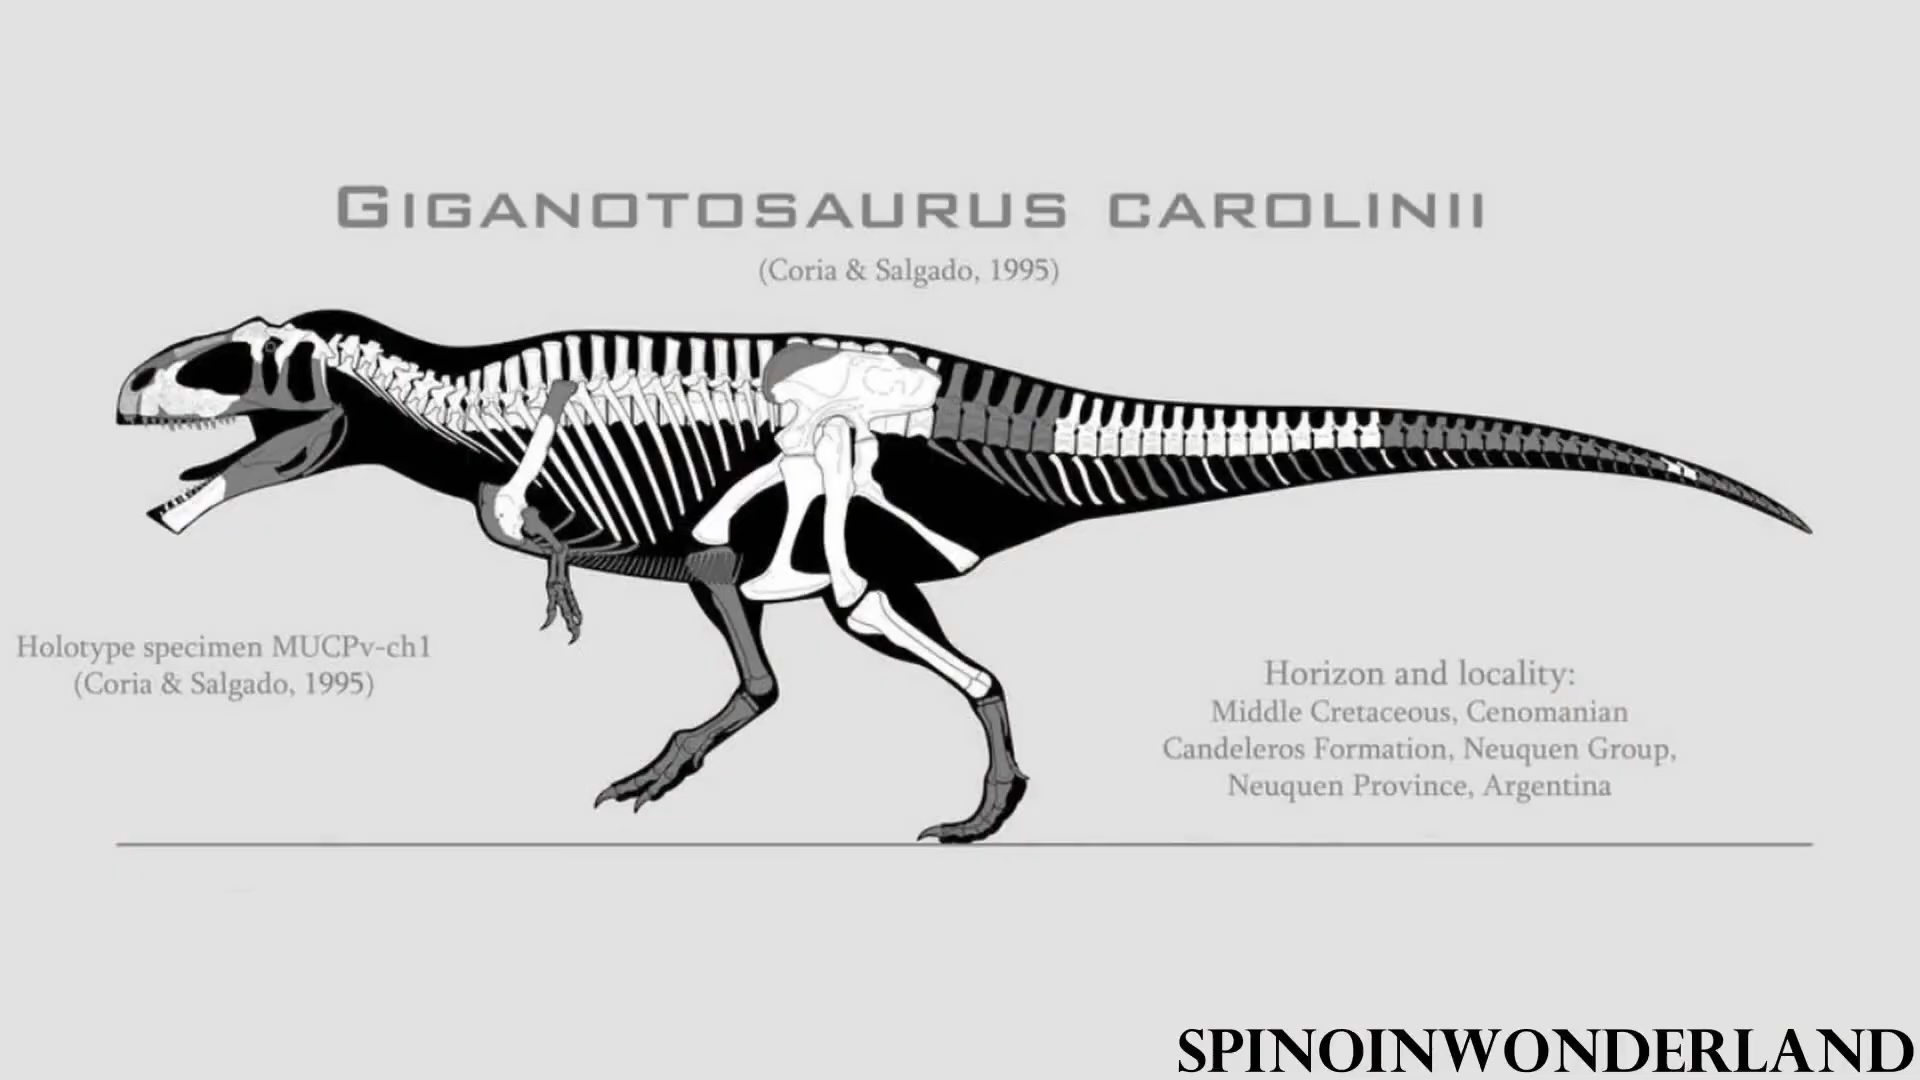 GIGANOTOSAURUS CAROLINII
(Coria & Salgado, 1995)
Holotype specimen MUCPv-ch1
(Coria & Salgado, 1995)
Horizon and locality:
Middle Cretaceous, Cenomanian
Candeleros Formation, Neuquen Group,
Neuquen Province, Argentina
SPINOINWONDERLAND